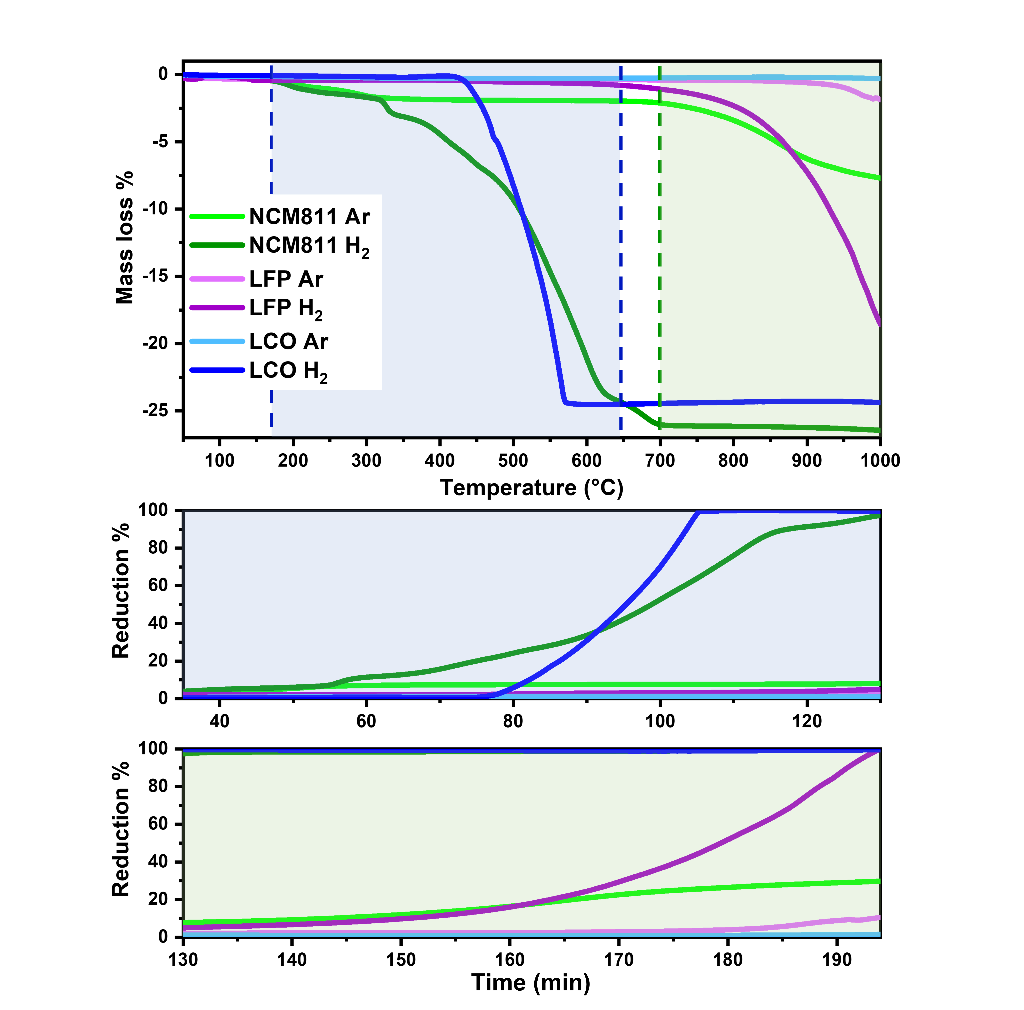 Mass loss %
0
-5
-10
-15
-20
-25
NCM811 Ar
NCM811 H₂
LFP Ar
LFP H₂
LCO Ar
LCO H₂
100 200 300 400 500 600 700 800 900 1000
Temperature (°C)
Reduction %
100
80
60
40
20
0
40 60 80 100 120
Reduction %
100
80
60
40
20
0
130 140 150 160 170 180 190
Time (min)